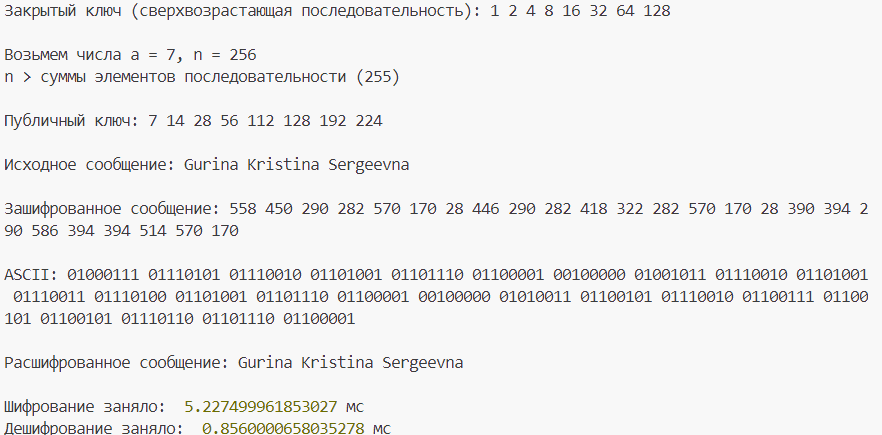 Закрытый ключ (сверхвозрастающая последовательность): 1 2 4 8 16 32 64 128
Возьмем числа a = 7, n = 256
n > суммы элементов последовательности (255)
Публичный ключ: 7 14 28 56 112 128 192 224
Исходное сообщение: Gurina Kristina Sergeevna
Зашифрованное сообщение: 558 450 290 282 570 170 28 446 290 282 418 322 282 570 170 28 390 394 2
90 586 394 394 514 570 170
ASCII: 01000111 01110101 01110010 01101001 01101110 01100001 00100000 01001011 01110010 01101001
01110011 01110100 01101001 01101110 01100001 00100000 01010011 01100101 01110010 01100111 01100
101 01100101 01110110 01101110 01100001
Расшифрованное сообщение: Gurina Kristina Sergeevna
Шифрование заняло: 5.227499961853027 мс
Дешифрование заняло: 0.8560000658035278 мс